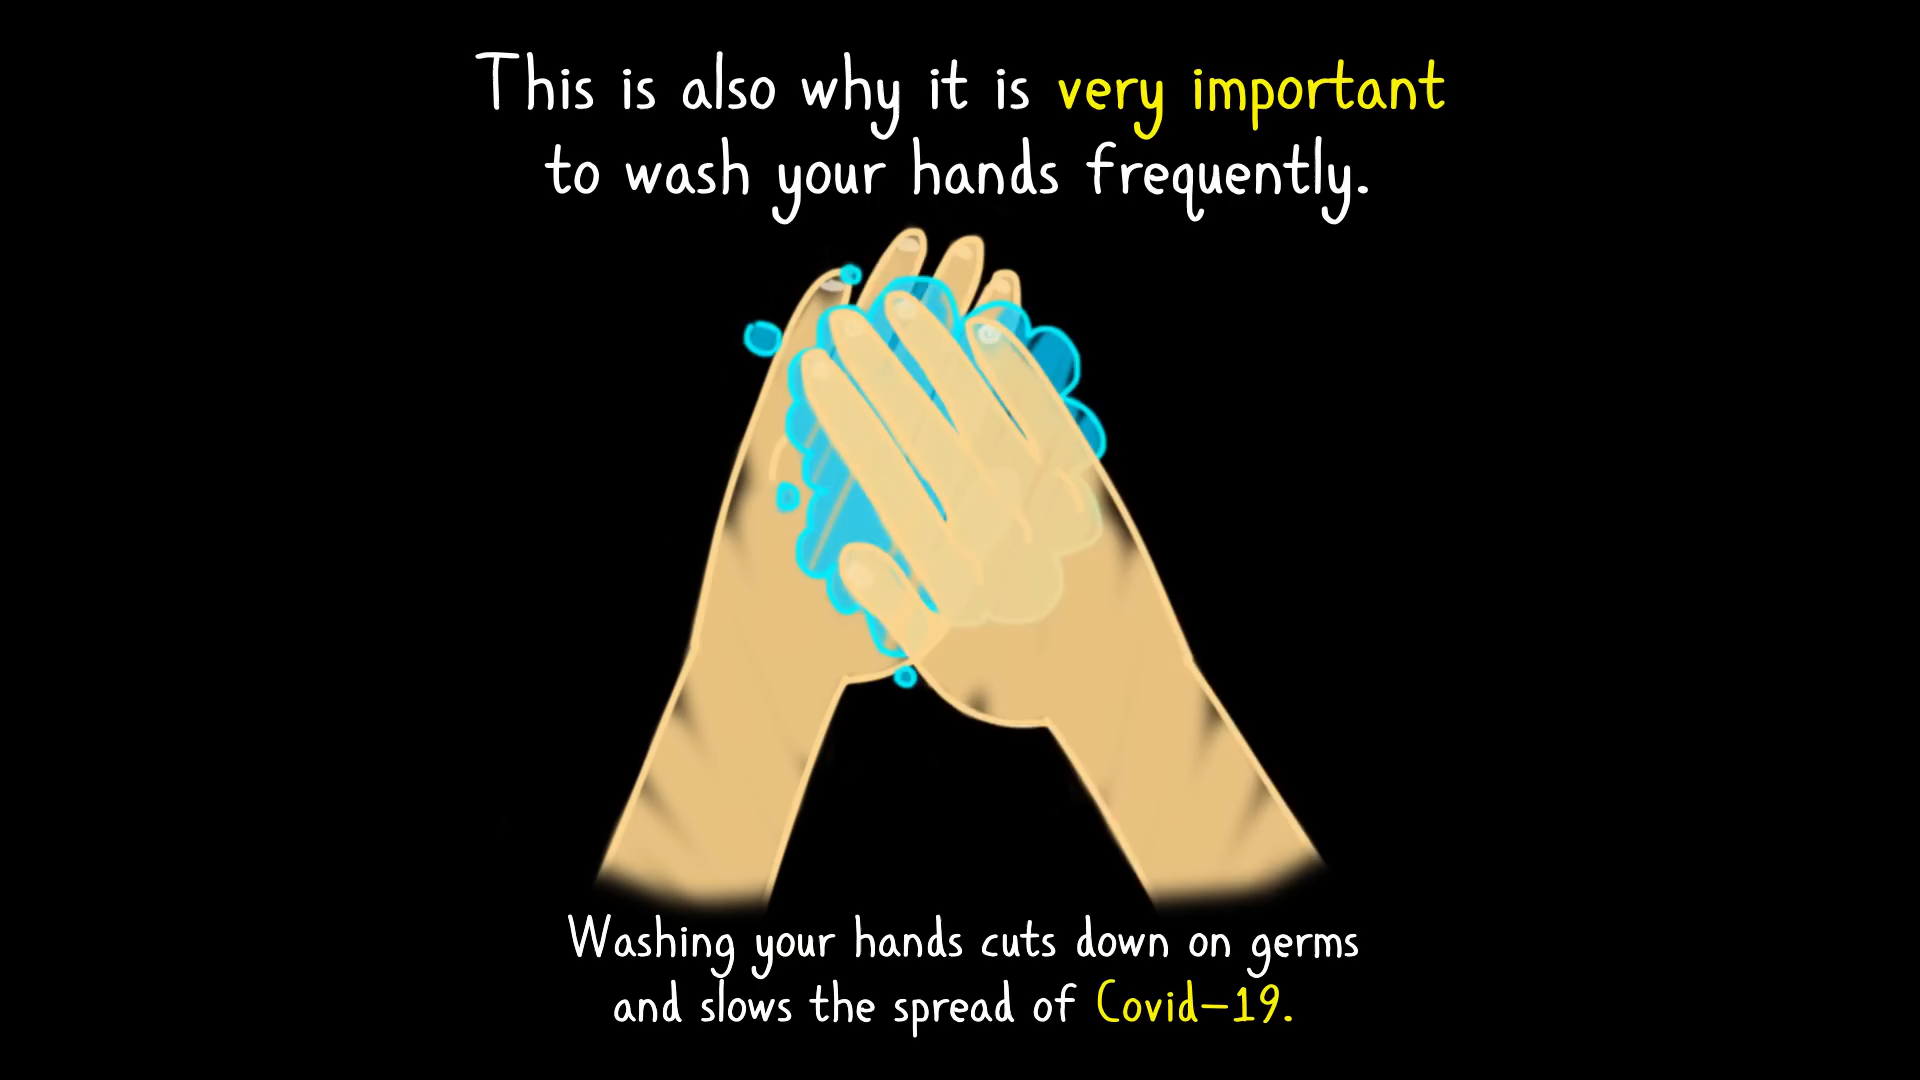 This is also why it is very important
to wash your hands frequently.
Washing your hands cuts down on germs
and slows the spread of Covid-19.